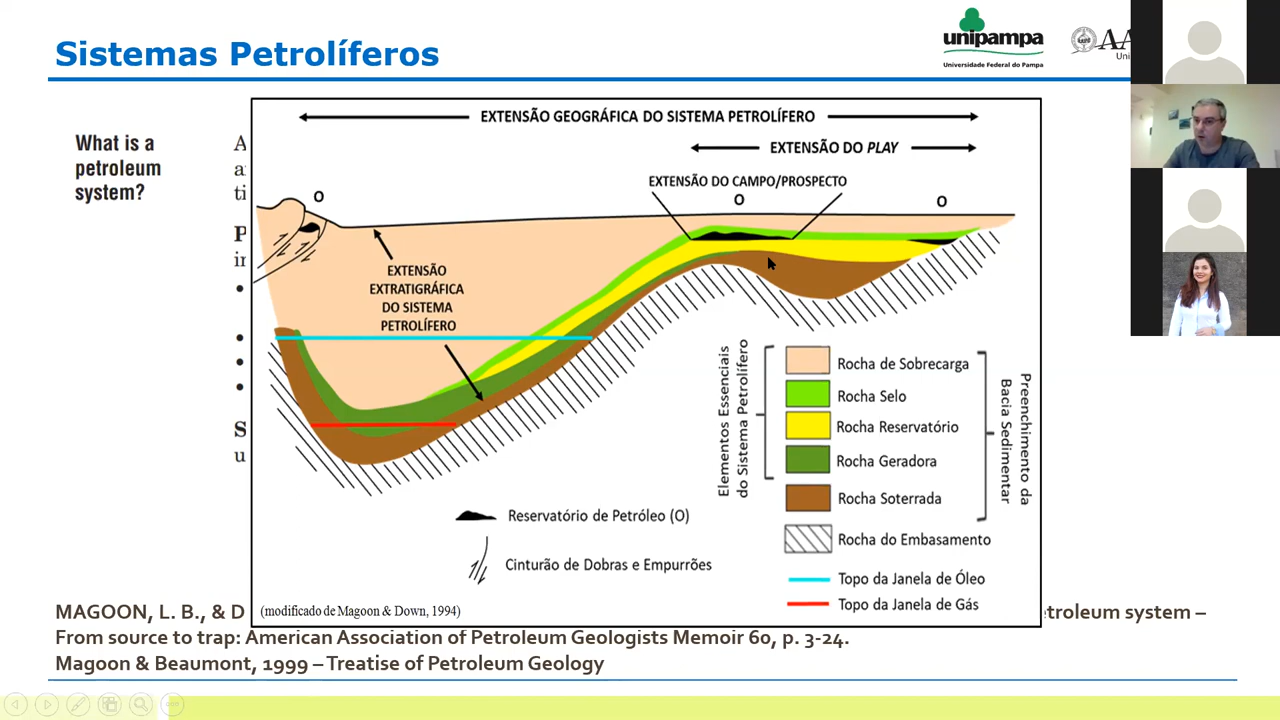 Sistemas Petrolíferos
unipampa
Universidade Federal do Pampa
AA
Uni
What is a
petroleum
system?
A
ti
P
in
S
u
EXTENSÃO GEOGRÁFICA DO SISTEMA PETROLÍFERO
EXTENSÃO DO PLAY
EXTENSÃO DO CAMPO/PROSPECTO
O
O
O
EXTENSÃO
EXTRATIGRÁFICA
DO SISTEMA
PETROLÍFERO
Elementos Essenciais
do Sistema Petrolífero
Rocha de Sobrecarga
Rocha Selo
Rocha Reservatório
Rocha Geradora
Rocha Soterrada
Preenchimento da
Bacia Sedimentar
Rocha do Embasamento
Topo da Janela de Óleo
Topo da Janela de Gás
Reservatório de Petróleo (O)
Cinturão de Dobras e Empurrões
(modificado de Magoon & Down, 1994)
MAGOON, L. B., & D etroleum system –
From source to trap: American Association of Petroleum Geologists Memoir 60, p. 3-24.
Magoon & Beaumont, 1999 – Treatise of Petroleum Geology